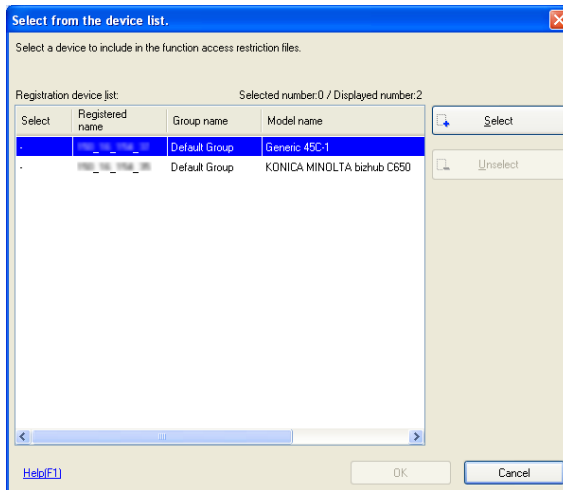 Select from the device list.
Select a device to include in the function access restriction files.
Registration device list: Selected number:0 / Displayed number:2
Select Registered name Group name Model name
- Default Group Generic 45C-1
- Default Group KONICA MINOLTA bizhub C650
Select
Unselect
Help(F1) OK Cancel